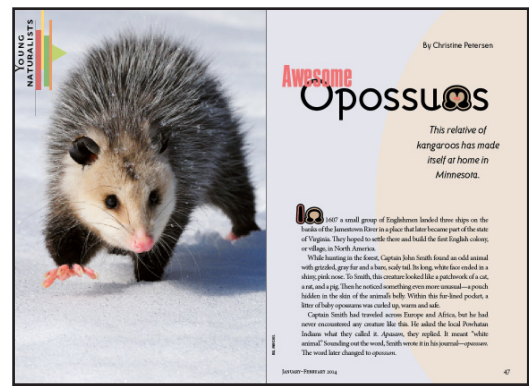 YOUNG
NATURALISTS
By Christine Petersen
Awesome
Opossums
This relative of
kangaroos has made
itself at home in
Minnesota.
In 1607 a small group of Englishmen landed three ships on the
banks of the Jamestown River in a place that later became part of the state
of Virginia. They hoped to settle there and build the first English colony,
or village, in North America.
While hunting in the forest, Captain John Smith found an odd animal
with grizzled, gray fur and a bare, scaly tail. Its long, white face ended in a
shiny, pink nose. To Smith, this creature looked like a patchwork of a cat,
a rat, and a pig. Then he noticed something even more unusual—a pouch
hidden in the skin of the animal's belly. Within this fur-lined pocket, a
litter of baby opossums was curled up, warm and safe.
Captain Smith had traveled across Europe and Africa, but he had
never encountered any creature like this. He asked the local Powhatan
Indians what they called it. Apasum, they replied. It meant "white
animal." Sounding out the word, Smith wrote it in his journal—opossum.
The word later changed to opossum.
JANUARY–FEBRUARY 2014
47